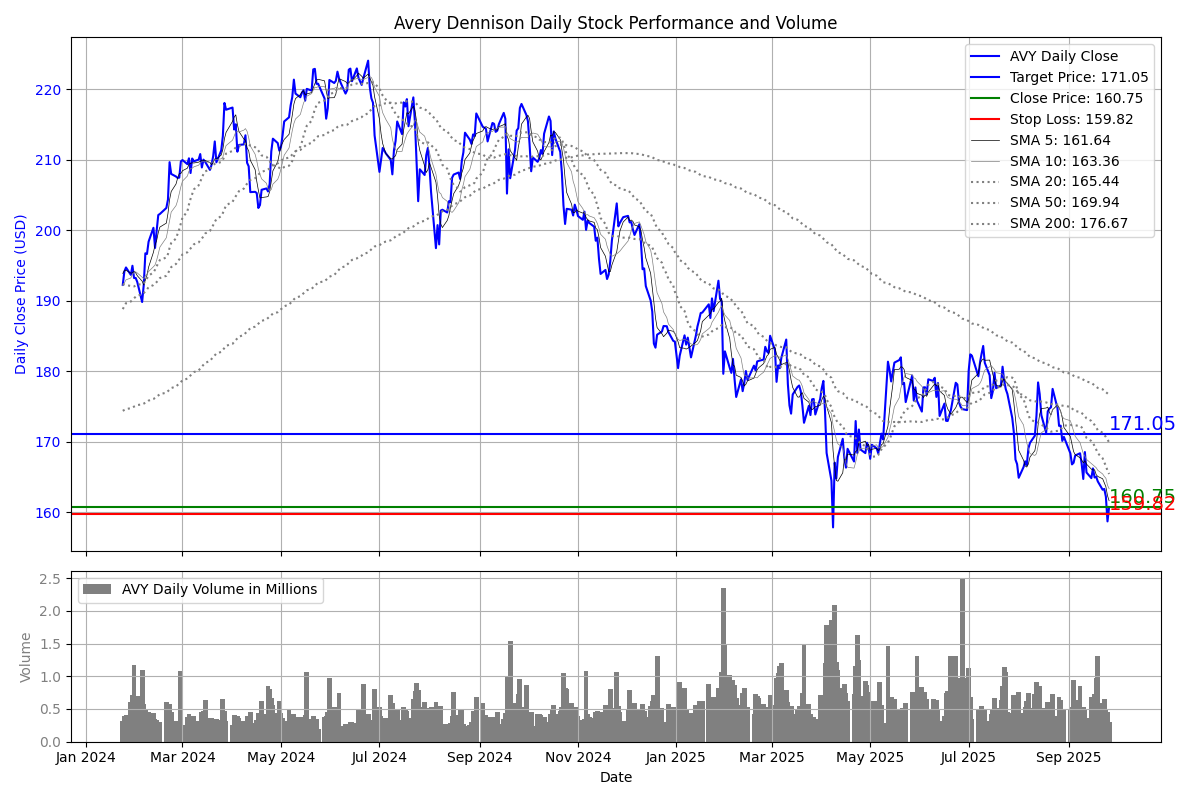 Avery Dennison Daily Stock Performance and Volume
AVY Daily Close
Target Price: 171.05
Close Price: 160.75
Stop Loss: 159.82
SMA 5: 161.64
SMA 10: 163.36
SMA 20: 165.44
SMA 50: 169.94
SMA 200: 176.67
Daily Close Price (USD)
220
210
200
190
180
170
160
171.05
160.75
159.82
AVY Daily Volume in Millions
Volume
2.5
2.0
1.5
1.0
0.5
0.0
Jan 2024 Mar 2024 May 2024 Jul 2024 Sep 2024 Nov 2024 Jan 2025 Mar 2025 May 2025 Jul 2025 Sep 2025
Date